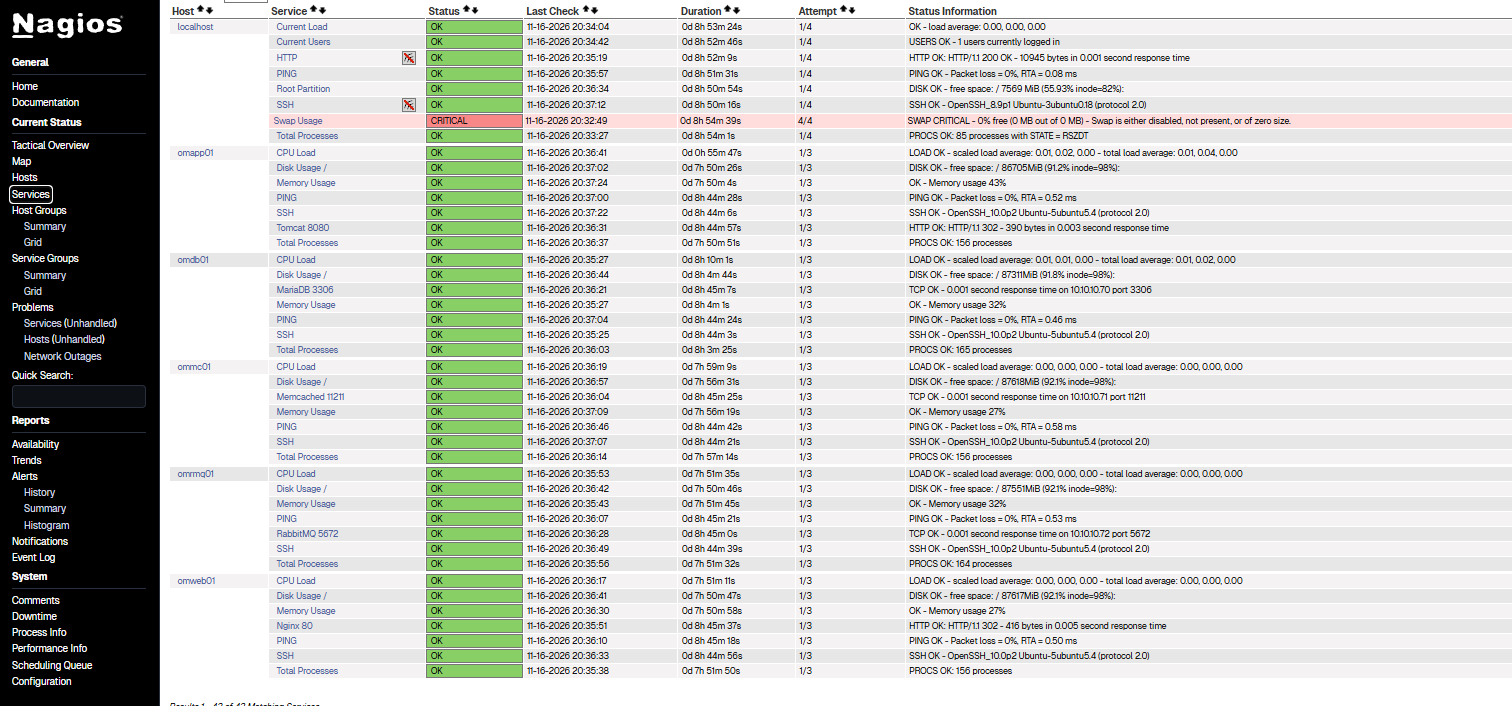 Nagios®
General
Home
Documentation
Current Status
Tactical Overview
Map
Hosts
Services
Host Groups
Summary
Grid
Service Groups
Summary
Grid
Problems
Services (Unhandled)
Hosts (Unhandled)
Network Outages
Quick Search:
Reports
Availability
Trends
Alerts
History
Summary
Histogram
Notifications
Event Log
System
Comments
Downtime
Process Info
Performance Info
Scheduling Queue
Configuration
Host Service Status Last Check Duration Attempt Status Information
localhost Current Load OK 11-16-2026 20:34:04 0d 8h 53m 24s 1/4 OK - load average: 0.00, 0.00, 0.00
Current Users OK 11-16-2026 20:34:42 0d 8h 52m 46s 1/4 USERS OK - 1 users currently logged in
HTTP OK 11-16-2026 20:35:19 0d 8h 52m 9s 1/4 HTTP OK: HTTP/1.1 200 OK - 10945 bytes in 0.001 second response time
PING OK 11-16-2026 20:35:57 0d 8h 51m 31s 1/4 PING OK - Packet loss = 0%, RTA = 0.08 ms
Root Partition OK 11-16-2026 20:36:34 0d 8h 50m 54s 1/4 DISK OK - free space: / 7569 MiB (55.93% inode=82%):
SSH OK 11-16-2026 20:37:12 0d 8h 50m 16s 1/4 SSH OK - OpenSSH_8.9p1 Ubuntu-3ubuntu0.18 (protocol 2.0)
Swap Usage CRITICAL 11-16-2026 20:32:49 0d 8h 54m 39s 4/4 SWAP CRITICAL - 0% free (0 MB out of 0 MB) - Swap is either disabled, not present, or of zero size.
Total Processes OK 11-16-2026 20:33:27 0d 8h 54m 1s 1/4 PROCS OK: 85 processes with STATE = RSZDT
omapp01 CPU Load OK 11-16-2026 20:36:41 0d 0h 55m 47s 1/3 LOAD OK - scaled load average: 0.01, 0.02, 0.00 - total load average: 0.01, 0.04, 0.00
Disk Usage / OK 11-16-2026 20:37:02 0d 7h 50m 26s 1/3 DISK OK - free space: / 86705MiB (91.2% inode=98%):
Memory Usage OK 11-16-2026 20:37:24 0d 7h 50m 4s 1/3 OK - Memory usage 43%
PING OK 11-16-2026 20:37:00 0d 8h 44m 28s 1/3 PING OK - Packet loss = 0%, RTA = 0.52 ms
SSH OK 11-16-2026 20:37:22 0d 8h 44m 6s 1/3 SSH OK - OpenSSH_10.0p2 Ubuntu-5ubuntu5.4 (protocol 2.0)
Tomcat 8080 OK 11-16-2026 20:36:31 0d 8h 44m 57s 1/3 HTTP OK: HTTP/1.1 302 - 390 bytes in 0.003 second response time
Total Processes OK 11-16-2026 20:36:37 0d 7h 50m 51s 1/3 PROCS OK: 156 processes
omdb01 CPU Load OK 11-16-2026 20:35:27 0d 8h 10m 1s 1/3 LOAD OK - scaled load average: 0.01, 0.01, 0.00 - total load average: 0.01, 0.02, 0.00
Disk Usage / OK 11-16-2026 20:36:44 0d 8h 4m 44s 1/3 DISK OK - free space: / 87311MiB (91.8% inode=98%):
MariaDB 3306 OK 11-16-2026 20:36:21 0d 8h 45m 7s 1/3 TCP OK - 0.001 second response time on 10.10.10.70 port 3306
Memory Usage OK 11-16-2026 20:35:27 0d 8h 4m 1s 1/3 OK - Memory usage 32%
PING OK 11-16-2026 20:37:04 0d 8h 44m 24s 1/3 PING OK - Packet loss = 0%, RTA = 0.46 ms
SSH OK 11-16-2026 20:35:25 0d 8h 44m 3s 1/3 SSH OK - OpenSSH_10.0p2 Ubuntu-5ubuntu5.4 (protocol 2.0)
Total Processes OK 11-16-2026 20:36:03 0d 8h 3m 25s 1/3 PROCS OK: 165 processes
ommc01 CPU Load OK 11-16-2026 20:36:19 0d 7h 59m 9s 1/3 LOAD OK - scaled load average: 0.00, 0.00, 0.00 - total load average: 0.00, 0.00, 0.00
Disk Usage / OK 11-16-2026 20:36:57 0d 7h 56m 31s 1/3 DISK OK - free space: / 87618MiB (92.1% inode=98%):
Memcached 11211 OK 11-16-2026 20:36:04 0d 8h 45m 25s 1/3 TCP OK - 0.001 second response time on 10.10.10.71 port 11211
Memory Usage OK 11-16-2026 20:37:09 0d 7h 56m 19s 1/3 OK - Memory usage 27%
PING OK 11-16-2026 20:36:46 0d 8h 44m 42s 1/3 PING OK - Packet loss = 0%, RTA = 0.58 ms
SSH OK 11-16-2026 20:37:07 0d 8h 44m 21s 1/3 SSH OK - OpenSSH_10.0p2 Ubuntu-5ubuntu5.4 (protocol 2.0)
Total Processes OK 11-16-2026 20:36:14 0d 7h 57m 14s 1/3 PROCS OK: 156 processes
omrmq01 CPU Load OK 11-16-2026 20:35:53 0d 7h 51m 35s 1/3 LOAD OK - scaled load average: 0.00, 0.00, 0.00 - total load average: 0.00, 0.00, 0.00
Disk Usage / OK 11-16-2026 20:36:42 0d 7h 50m 46s 1/3 DISK OK - free space: / 87551MiB (92.1% inode=98%):
Memory Usage OK 11-16-2026 20:35:43 0d 7h 51m 45s 1/3 OK - Memory usage 32%
PING OK 11-16-2026 20:36:07 0d 8h 45m 21s 1/3 PING OK - Packet loss = 0%, RTA = 0.53 ms
RabbitMQ 5672 OK 11-16-2026 20:36:28 0d 8h 45m 0s 1/3 TCP OK - 0.001 second response time on 10.10.10.72 port 5672
SSH OK 11-16-2026 20:36:49 0d 8h 44m 39s 1/3 SSH OK - OpenSSH_10.0p2 Ubuntu-5ubuntu5.4 (protocol 2.0)
Total Processes OK 11-16-2026 20:35:56 0d 7h 51m 32s 1/3 PROCS OK: 164 processes
omweb01 CPU Load OK 11-16-2026 20:36:17 0d 7h 51m 11s 1/3 LOAD OK - scaled load average: 0.00, 0.00, 0.00 - total load average: 0.00, 0.00, 0.00
Disk Usage / OK 11-16-2026 20:36:41 0d 7h 50m 47s 1/3 DISK OK - free space: / 87617MiB (92.1% inode=98%):
Memory Usage OK 11-16-2026 20:36:30 0d 7h 50m 58s 1/3 OK - Memory usage 27%
Nginx 80 OK 11-16-2026 20:35:51 0d 8h 45m 37s 1/3 HTTP OK: HTTP/1.1 302 - 416 bytes in 0.005 second response time
PING OK 11-16-2026 20:36:10 0d 8h 45m 18s 1/3 PING OK - Packet loss = 0%, RTA = 0.50 ms
SSH OK 11-16-2026 20:36:33 0d 8h 44m 56s 1/3 SSH OK - OpenSSH_10.0p2 Ubuntu-5ubuntu5.4 (protocol 2.0)
Total Processes OK 11-16-2026 20:35:38 0d 7h 51m 50s 1/3 PROCS OK: 156 processes
Results 1 - 43 of 43 Matching Services